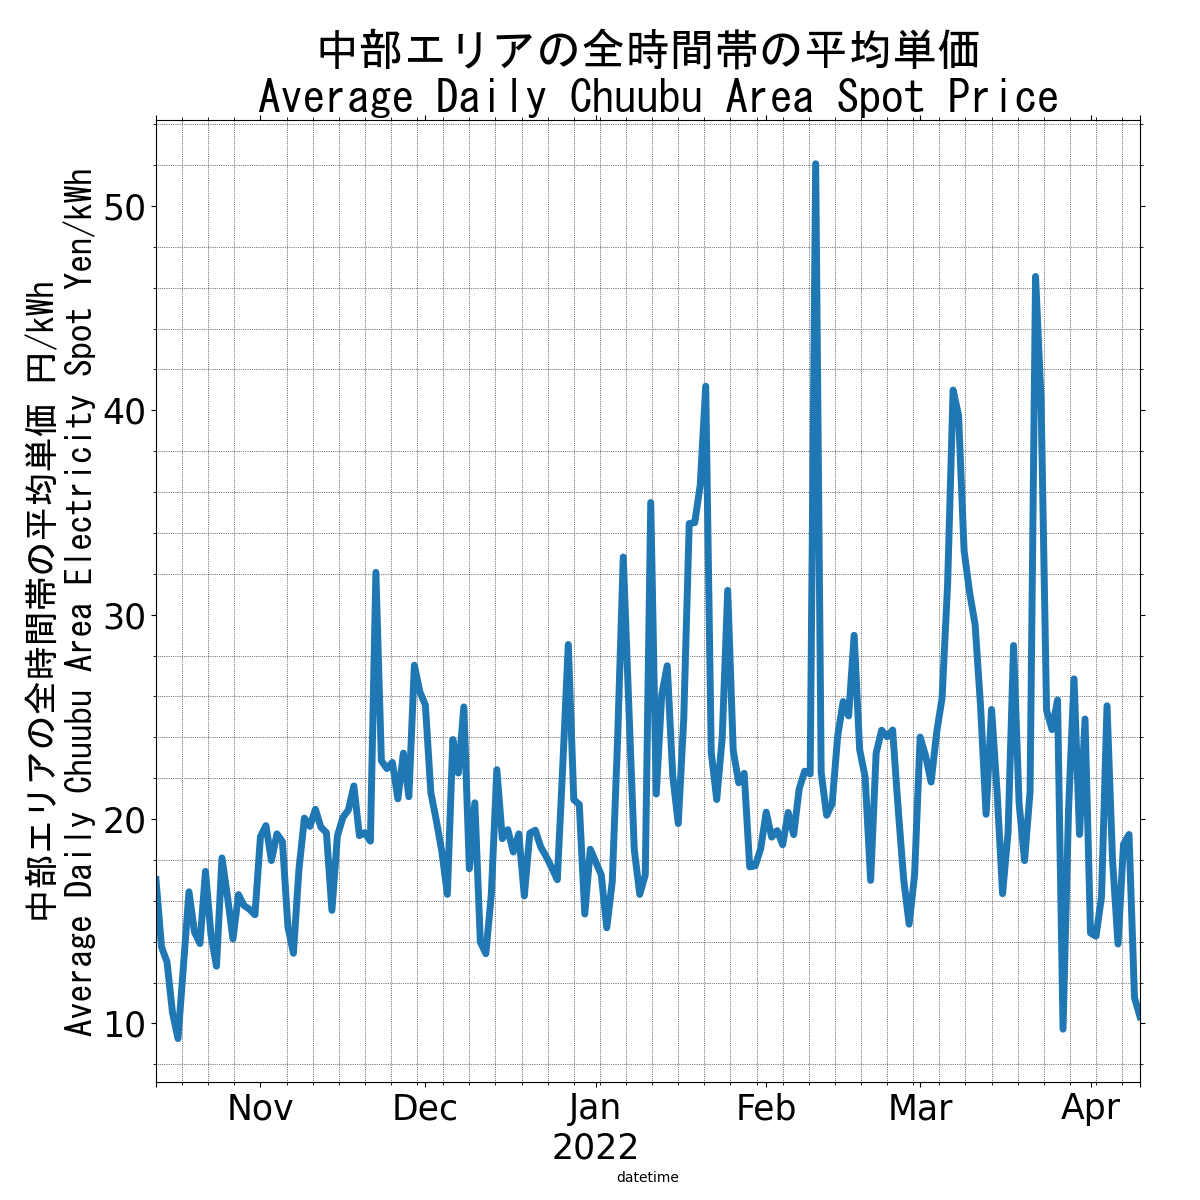 中部エリアの全時間帯の平均単価
Average Daily Chuubu Area Spot Price
中部エリアの全時間帯の平均単価 円/kWh
Average Daily Chuubu Area Electricity Spot Yen/kWh
50
40
30
20
10
Nov
Dec
Jan
Feb
Mar
Apr
2022
datetime